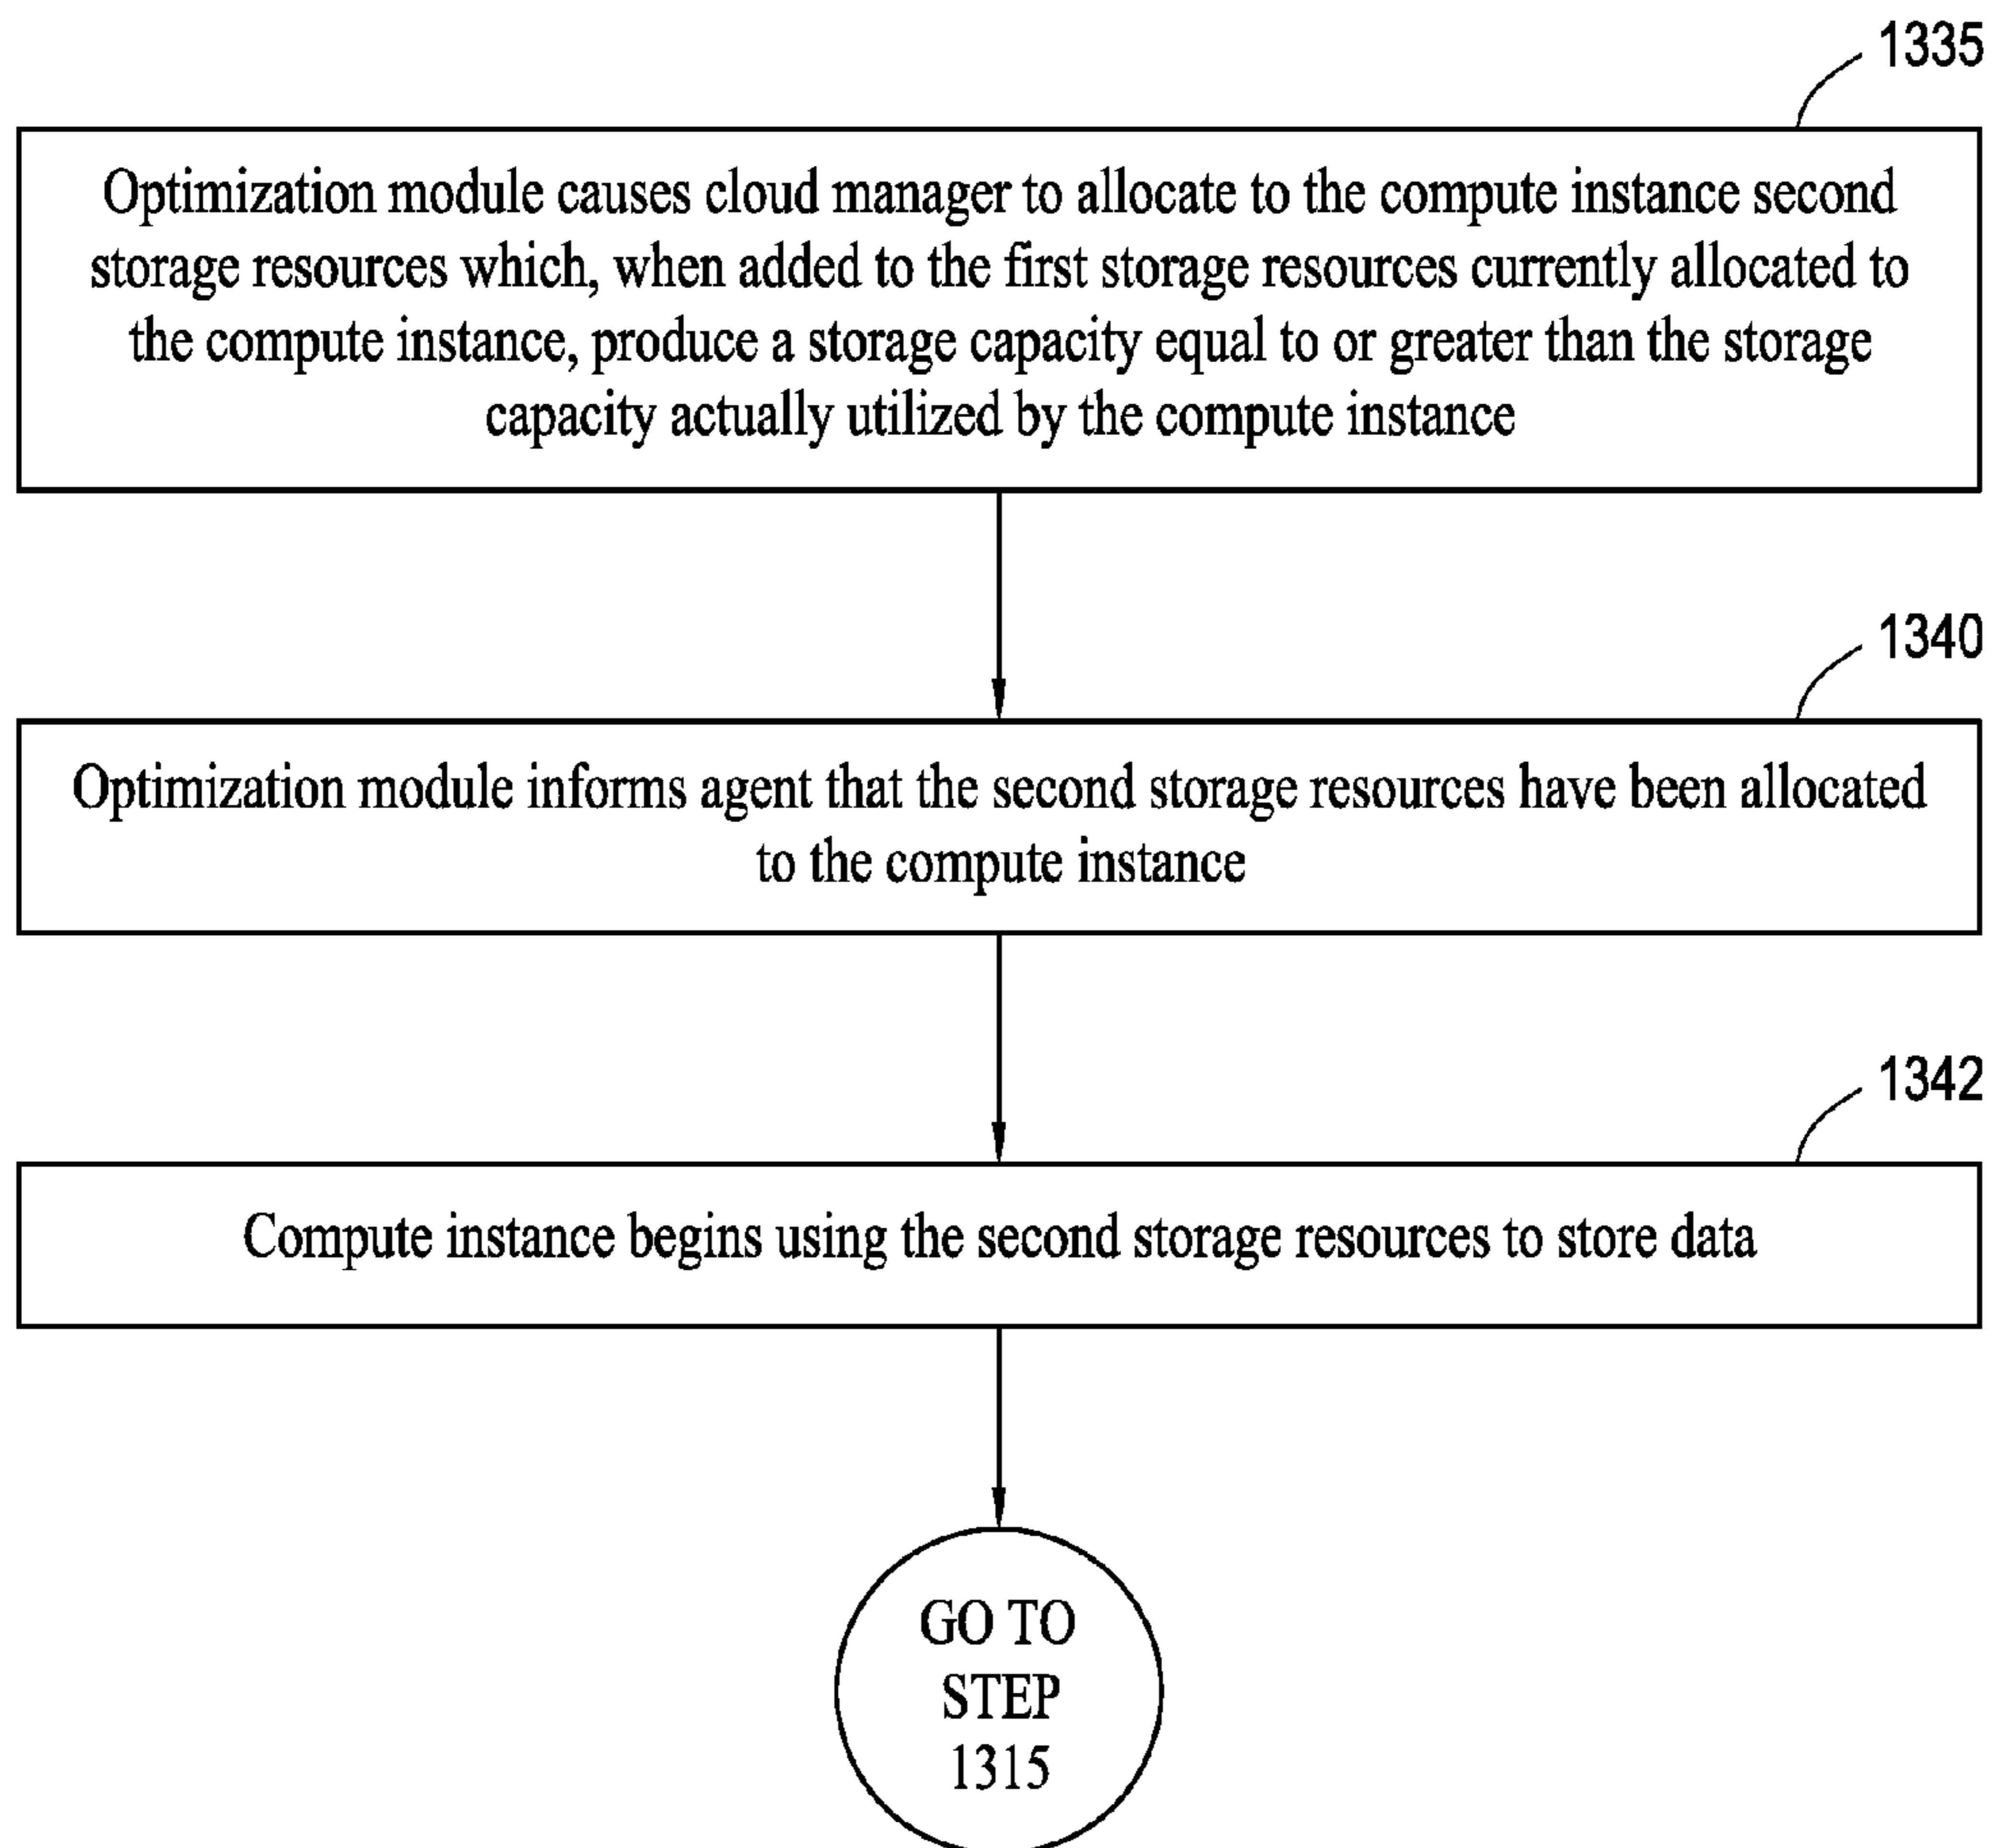 1335
Optimization module causes cloud manager to allocate to the compute instance second
storage resources which, when added to the first storage resources currently allocated to
the compute instance, produce a storage capacity equal to or greater than the storage
capacity actually utilized by the compute instance
1340
Optimization module informs agent that the second storage resources have been allocated
to the compute instance
1342
Compute instance begins using the second storage resources to store data
GO TO
STEP
1315